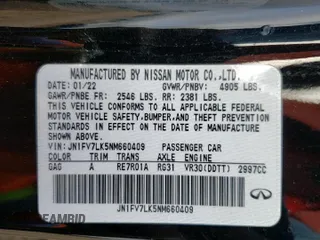 MANUFACTURED BY NISSAN MOTOR CO.,LTD.
DATE: 01/22 GVWR/PNBV: 4905 LBS.
GAWR/PNBE FR: 2546 LBS. RR: 2381 LBS.
THIS VEHICLE CONFORMS TO ALL APPLICABLE FEDERAL
MOTOR VEHICLE SAFETY,BUMPER,AND THEFT
PREVENTION STANDARDS IN EFFECT ON THE DATE OF MANUFACTURE
SHOWN ABOVE.
VIN: JN1FV7LK5NM660409 PASSENGER CAR
COLOR TRIM TRANS AXLE ENGINE
GAG A RE7R01A RG31 VR30(DDTT) 2997CC
JN1FV7LK5NM660409
INFINITI